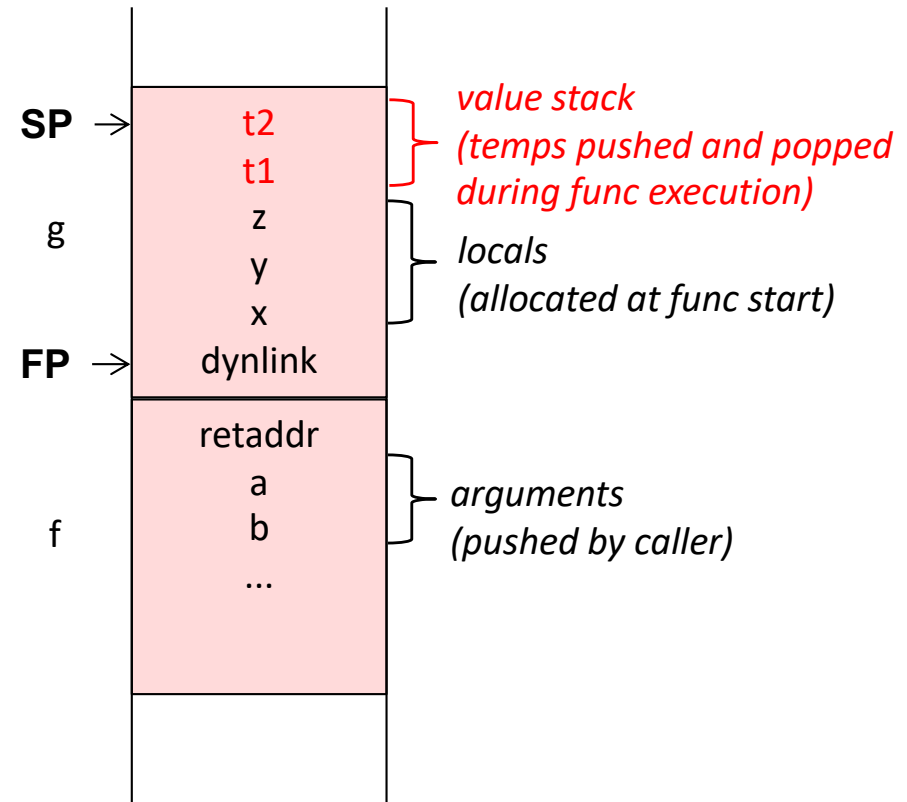 SP
t2
t1
g
z
y
x
FP
dynlink
value stack
(temps pushed and popped
during func execution)
locals
(allocated at func start)
retaddr
a
b
...
f
arguments
(pushed by caller)